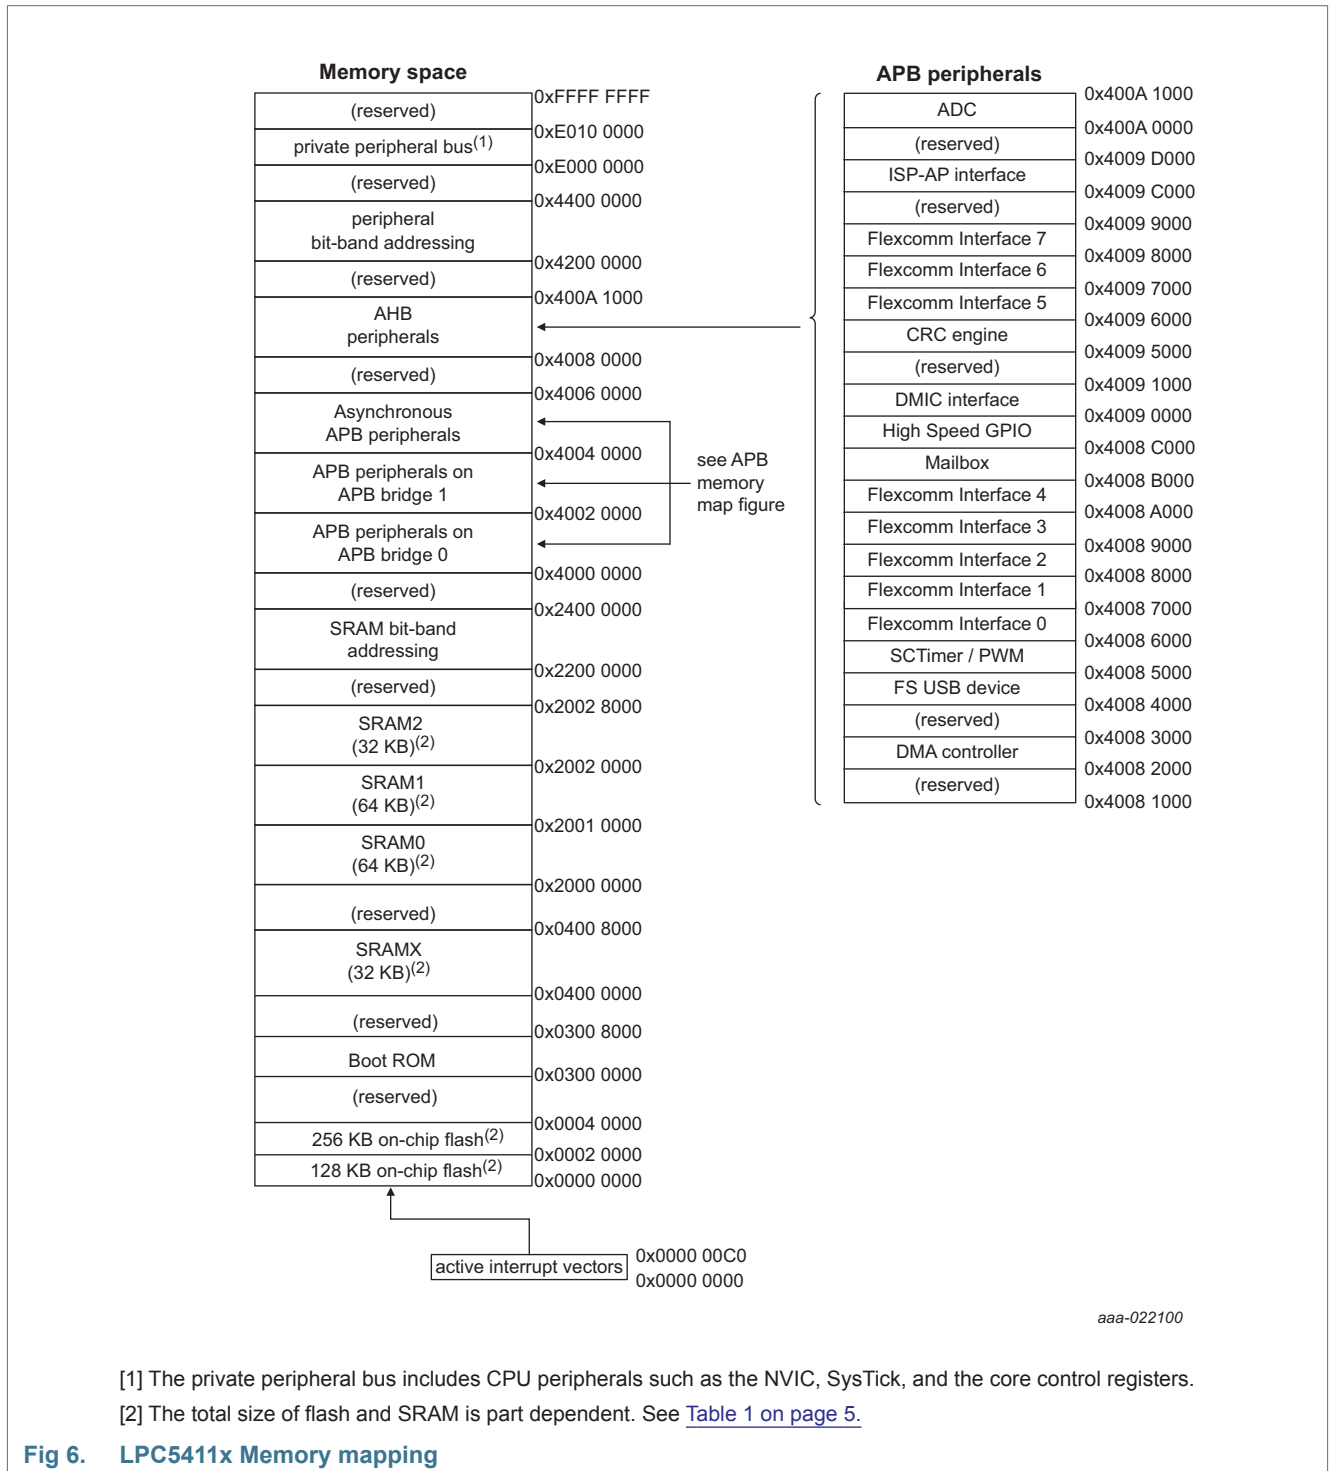 Memory space
0xFFFF FFFF
(reserved)
0xE010 0000
private peripheral bus(1)
0xE000 0000
(reserved)
0x4400 0000
peripheral
bit-band addressing
0x4200 0000
(reserved)
0x400A 1000
AHB
peripherals
0x4008 0000
(reserved)
0x4006 0000
Asynchronous
APB peripherals
0x4004 0000
APB peripherals on
APB bridge 1
0x4002 0000
APB peripherals on
APB bridge 0
0x4000 0000
(reserved)
0x2400 0000
SRAM bit-band
addressing
0x2200 0000
(reserved)
0x2002 8000
SRAM2
(32 KB)(2)
0x2002 0000
SRAM1
(64 KB)(2)
0x2001 0000
SRAM0
(64 KB)(2)
0x2000 0000
(reserved)
0x0400 8000
SRAMX
(32 KB)(2)
0x0400 0000
(reserved)
0x0300 8000
Boot ROM
0x0300 0000
(reserved)
0x0004 0000
256 KB on-chip flash(2)
0x0002 0000
128 KB on-chip flash(2)
0x0000 0000
active interrupt vectors
0x0000 00C0
0x0000 0000
see APB
memory
map figure
APB peripherals
0x400A 1000
ADC
0x400A 0000
(reserved)
0x4009 D000
ISP-AP interface
0x4009 C000
(reserved)
0x4009 9000
Flexcomm Interface 7
0x4009 8000
Flexcomm Interface 6
0x4009 7000
Flexcomm Interface 5
0x4009 6000
CRC engine
0x4009 5000
(reserved)
0x4009 1000
DMIC interface
0x4009 0000
High Speed GPIO
0x4008 C000
Mailbox
0x4008 B000
Flexcomm Interface 4
0x4008 A000
Flexcomm Interface 3
0x4008 9000
Flexcomm Interface 2
0x4008 8000
Flexcomm Interface 1
0x4008 7000
Flexcomm Interface 0
0x4008 6000
SCTimer / PWM
0x4008 5000
FS USB device
0x4008 4000
(reserved)
0x4008 3000
DMA controller
0x4008 2000
(reserved)
0x4008 1000
aaa-022100
[1] The private peripheral bus includes CPU peripherals such as the NVIC, SysTick, and the core control registers.
[2] The total size of flash and SRAM is part dependent. See Table 1 on page 5.
Fig 6. LPC5411x Memory mapping